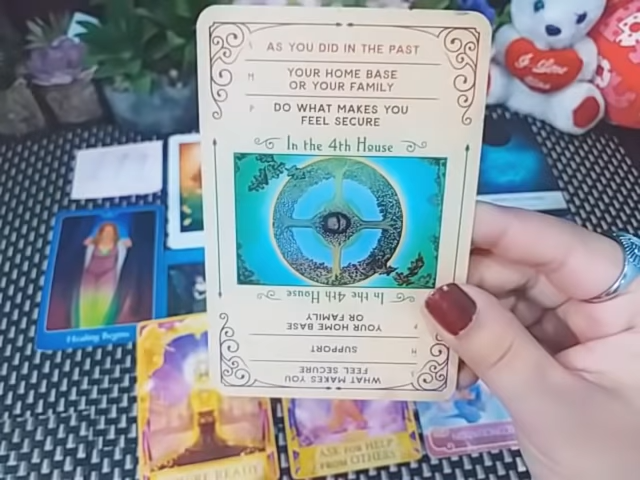 S AS YOU DID IN THE PAST
M YOUR HOME BASE
OR YOUR FAMILY
P DO WHAT MAKES YOU
FEEL SECURE
In the 4th House
In the 4th House
P YOUR HOME BASE
OR FAMILY
M SUPPORT
S WHAT MAKES YOU
FEEL SECURE
I Love
Healing Begins
ASK FOR HELP
FROM OTHERS